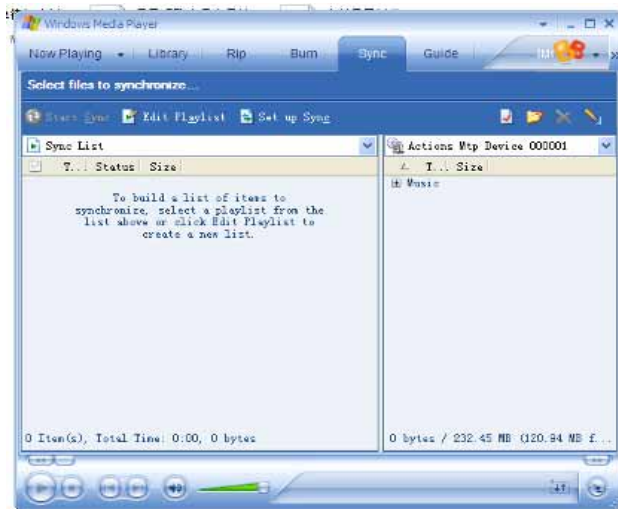 Windows Media Player
Now Playing Library Rip Burn Sync Guide
Select files to synchronize...
Start Sync Edit Playlist Set up Sync
Sync List
Actions Mtp Device 000001
T... Status Size
T... Size
Music
To build a list of items to
synchronize, select a playlist from the
list above or click Edit Playlist to
create a new list.
0 Item(s), Total Time: 0:00, 0 bytes
0 bytes / 232.45 MB (120.94 MB f...